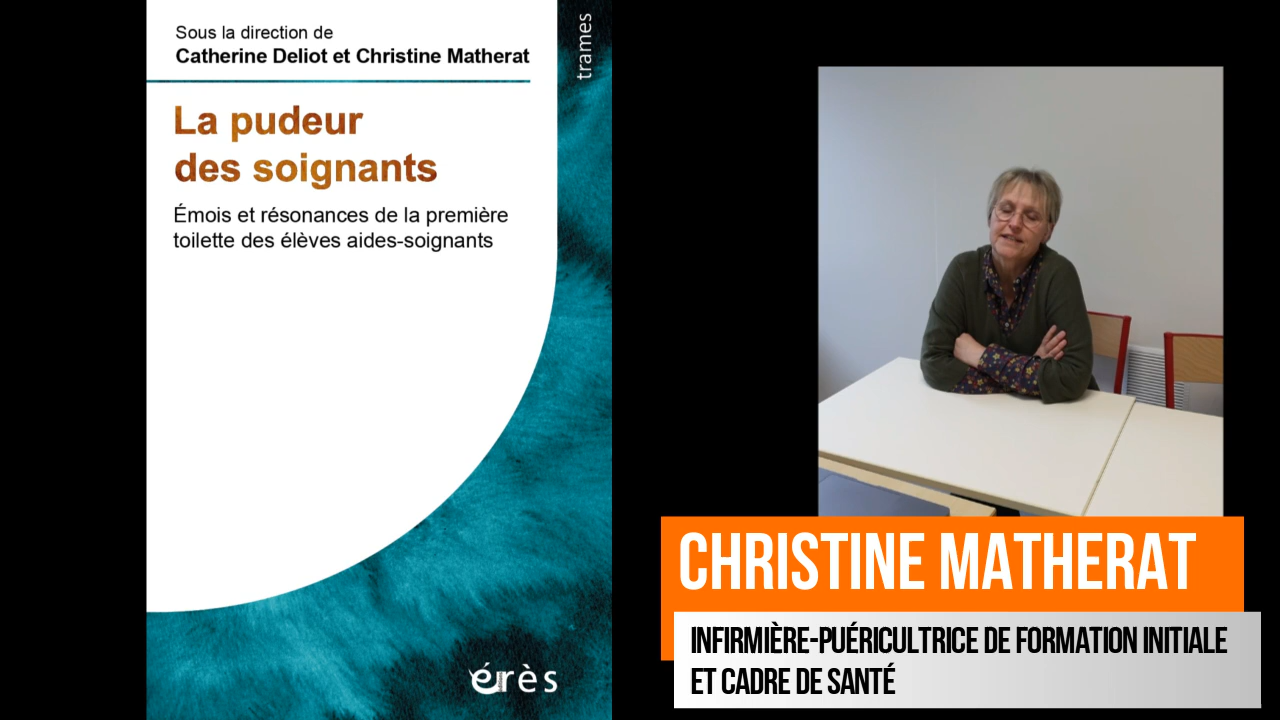 Sous la direction de
Catherine Deliot et Christine Matherat
trames
La pudeur
des soignants
Émois et résonances de la première
toilette des élèves aides-soignants
érès
CHRISTINE MATHERAT
INFIRMIÈRE-PUÉRICULTRICE DE FORMATION INITIALE
ET CADRE DE SANTÉ